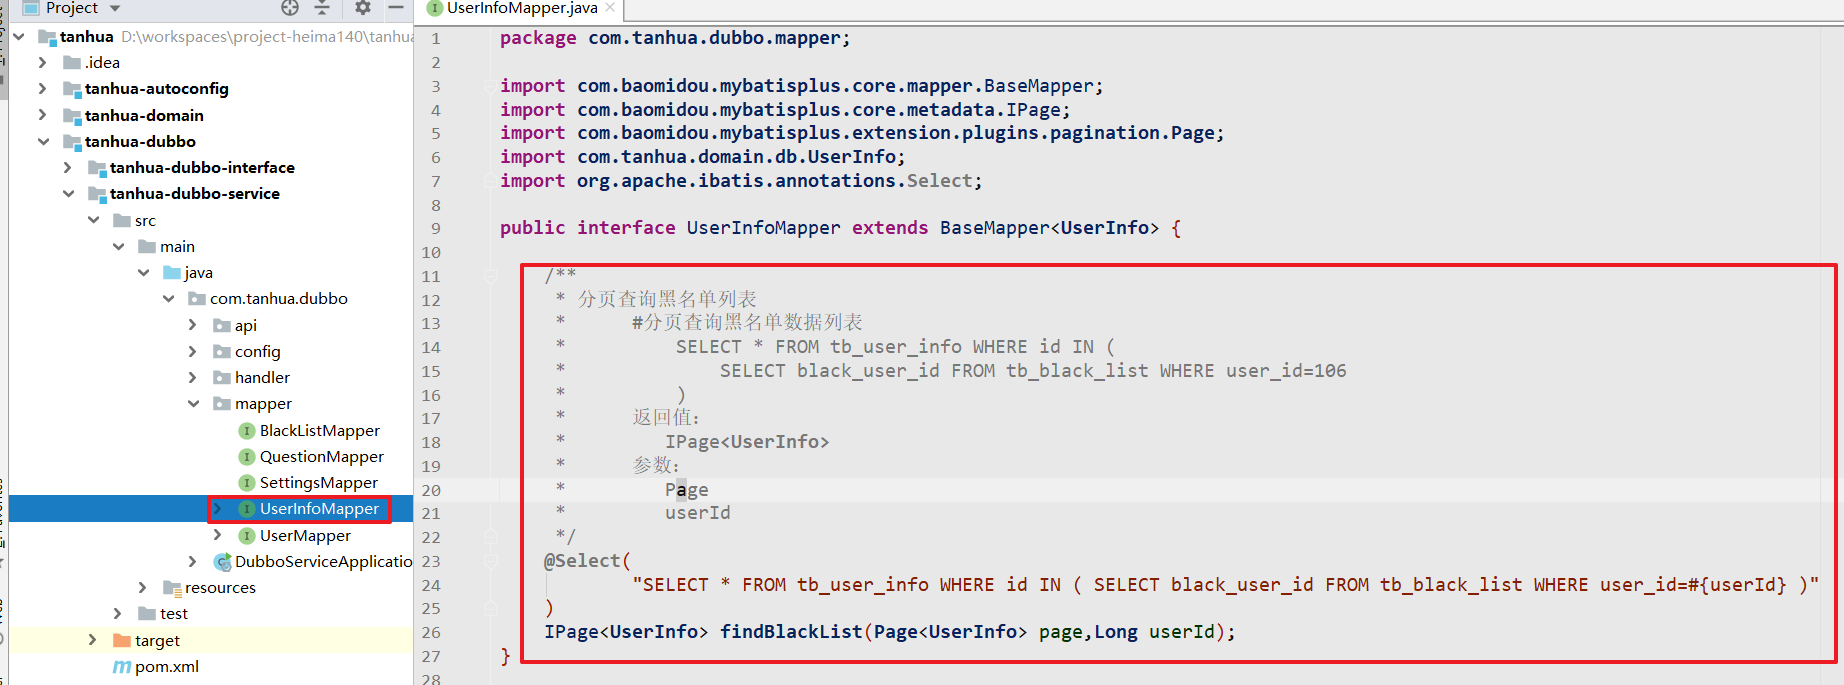 Project
tanhua D:\workspaces\project-heima140\tanhua
.idea
tanhua-autoconfig
tanhua-domain
tanhua-dubbo
tanhua-dubbo-interface
tanhua-dubbo-service
src
main
java
com.tanhua.dubbo
api
config
handler
mapper
BlackListMapper
QuestionMapper
SettingsMapper
UserInfoMapper
UserMapper
DubboServiceApplicatio
resources
test
target
pom.xml
UserInfoMapper.java
1 package com.tanhua.dubbo.mapper;
2
3 import com.baomidou.mybatisplus.core.mapper.BaseMapper;
4 import com.baomidou.mybatisplus.core.metadata.IPage;
5 import com.baomidou.mybatisplus.extension.plugins.pagination.Page;
6 import com.tanhua.domain.db.UserInfo;
7 import org.apache.ibatis.annotations.Select;
8
9 public interface UserInfoMapper extends BaseMapper<UserInfo> {
10
11 /**
12 * 分页查询黑名单列表
13 * #分页查询黑名单数据列表
14 * SELECT * FROM tb_user_info WHERE id IN (
15 * SELECT black_user_id FROM tb_black_list WHERE user_id=106
16 * )
17 * 返回值：
18 * IPage<UserInfo>
19 * 参数：
20 * Page
21 * userId
22 */
23 @Select(
24 "SELECT * FROM tb_user_info WHERE id IN ( SELECT black_user_id FROM tb_black_list WHERE user_id=#{userId} )"
25 )
26 IPage<UserInfo> findBlackList(Page<UserInfo> page,Long userId);
27 }
28